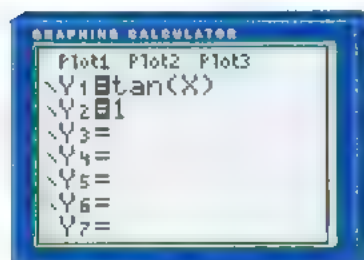 GRAPHING CALCULATOR
Plot1 Plot2 Plot3
\Y1=tan(X)
\Y2=1
\Y3=
\Y4=
\Y5=
\Y6=
Y7=